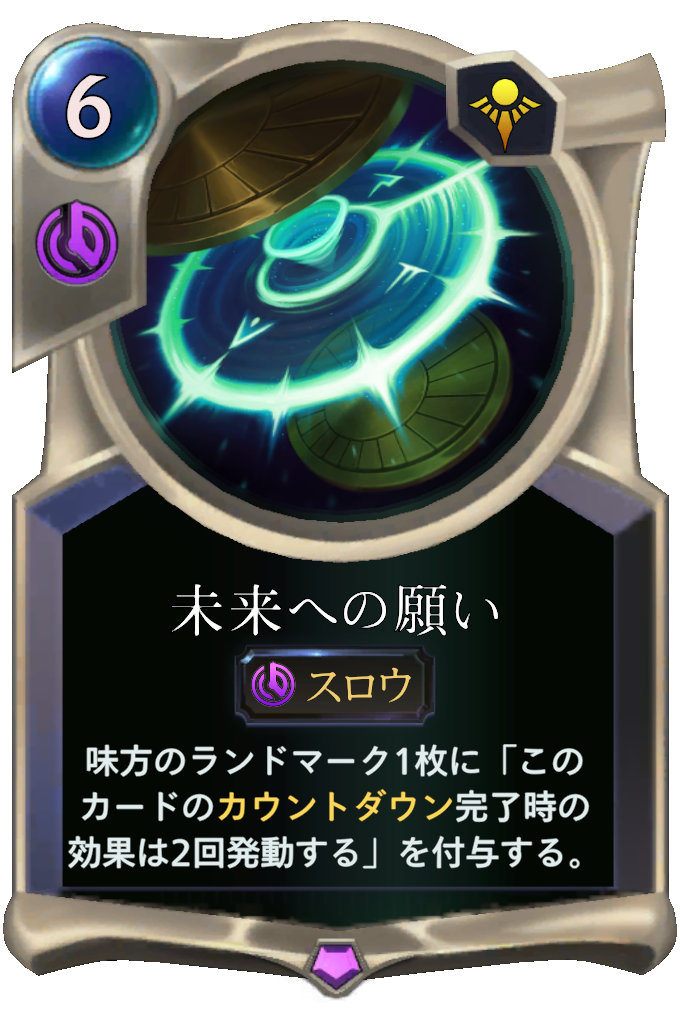 6
未来への願い
スロウ
味方のランドマーク1枚に「この
カードのカウントダウン完了時の
効果は2回発動する」を付与する。